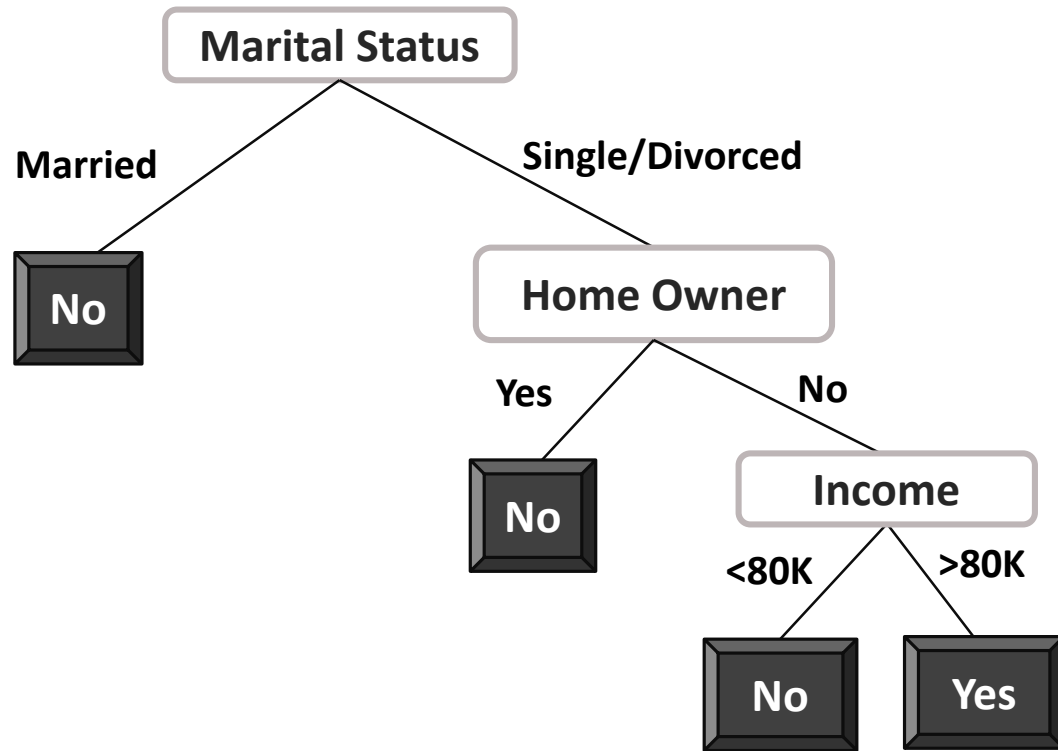 Marital Status
Married
Single/Divorced
No
Home Owner
Yes
No
No
Income
<80K
>80K
No
Yes